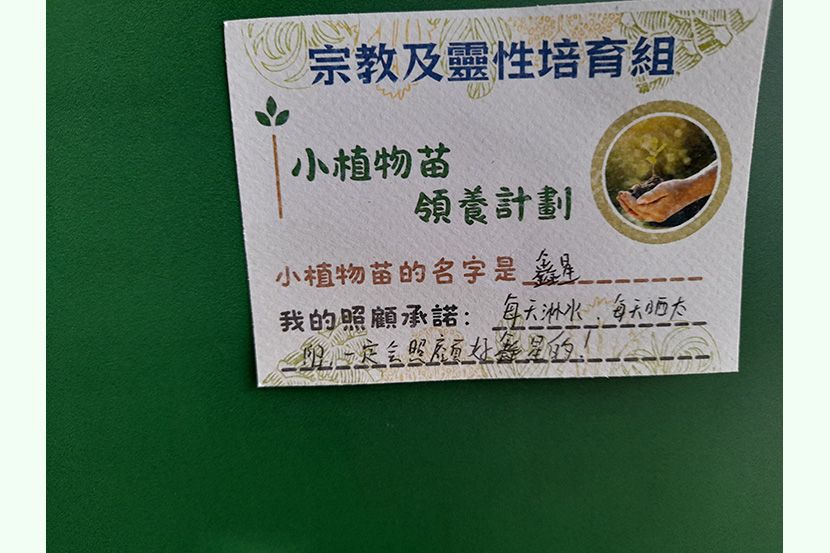 宗教及靈性培育組
小植物苗
領養計劃
小植物苗的名字是 鑫星
我的照顧承諾: 每天淋水、每天晒太
阳,一定会照顧好鑫星的!